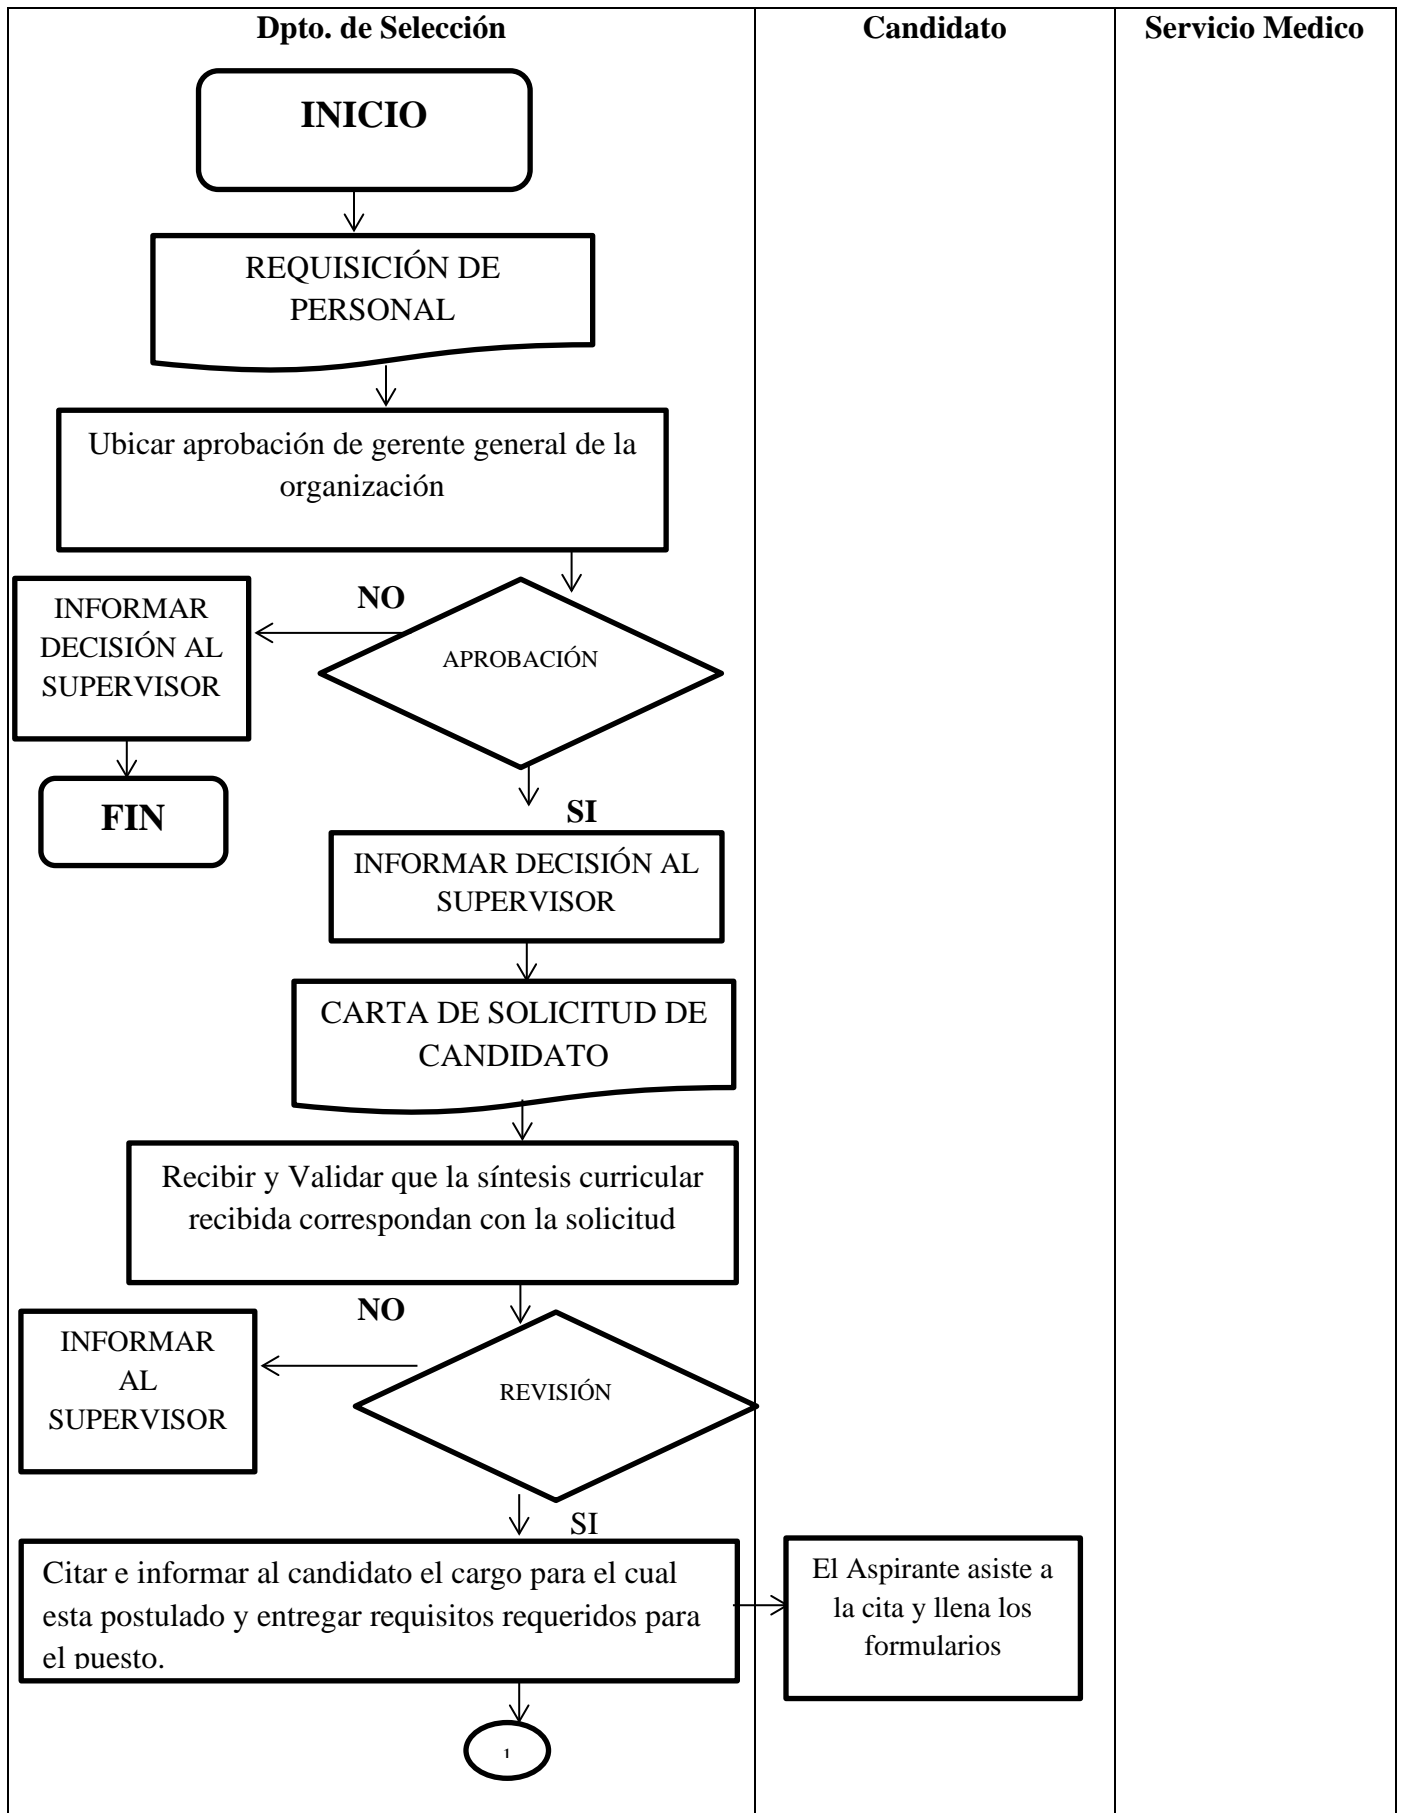 Dpto. de Selección
Candidato
Servicio Medico
INICIO
REQUISICIÓN DE
PERSONAL
Ubicar aprobación de gerente general de la
organización
NO
INFORMAR
DECISIÓN AL
SUPERVISOR
APROBACIÓN
FIN
SI
INFORMAR DECISIÓN AL
SUPERVISOR
CARTA DE SOLICITUD DE
CANDIDATO
Recibir y Validar que la síntesis curricular
recibida correspondan con la solicitud
NO
INFORMAR
AL
SUPERVISOR
REVISIÓN
SI
Citar e informar al candidato el cargo para el cual
esta postulado y entregar requisitos requeridos para
el puesto.
El Aspirante asiste a
la cita y llena los
formularios
1